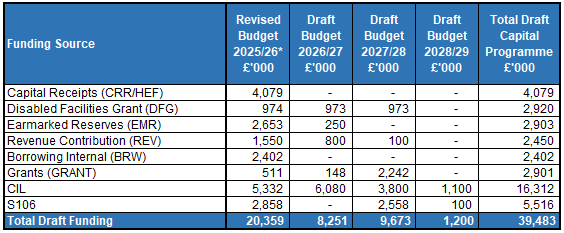 Funding Source Revised Budget 2025/26* £'000 Draft Budget 2026/27 £'000 Draft Budget 2027/28 £'000 Draft Budget 2028/29 £'000 Total Draft Capital Programme £'000
Capital Receipts (CRR/HEF) 4,079 - - - 4,079
Disabled Facilities Grant (DFG) 974 973 973 - 2,920
Earmarked Reserves (EMR) 2,653 250 - - 2,903
Revenue Contribution (REV) 1,550 800 100 - 2,450
Borrowing Internal (BRW) 2,402 - - - 2,402
Grants (GRANT) 511 148 2,242 - 2,901
CIL 5,332 6,080 3,800 1,100 16,312
S106 2,858 - 2,558 100 5,516
Total Draft Funding 20,359 8,251 9,673 1,200 39,483